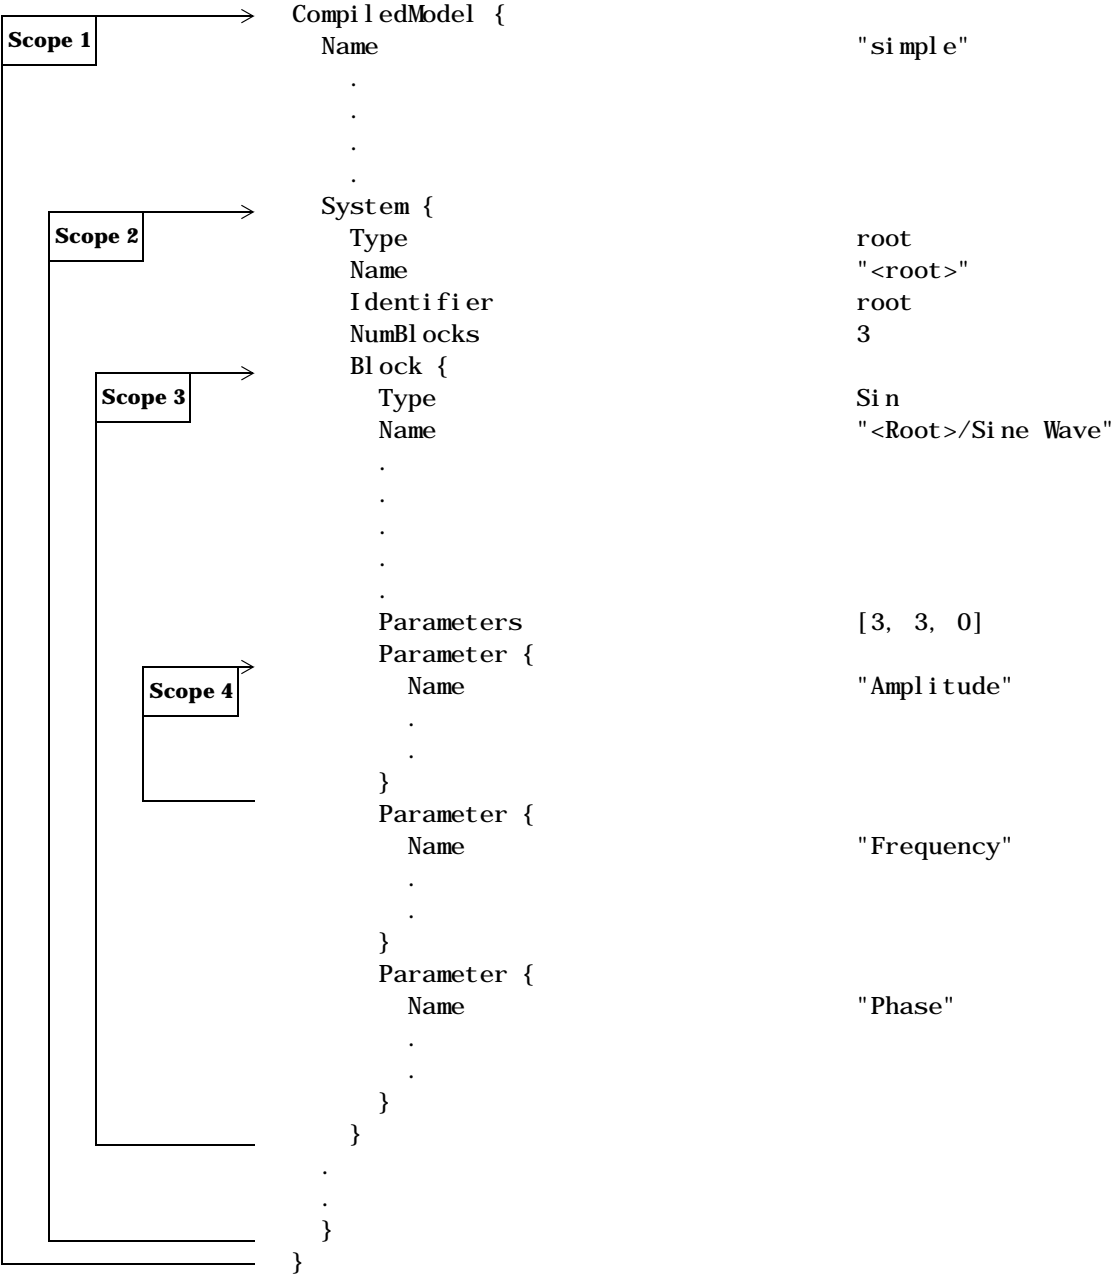 CompiledModel {
Scope 1
Name "simple"
.
.
.
.
System {
Scope 2
Type root
Name "<root>"
Identifier root
NumBlocks 3
Block {
Scope 3
Type Sin
Name "<Root>/Sine Wave"
.
.
.
.
.
Parameters [3, 3, 0]
Parameter {
Scope 4
Name "Amplitude"
.
.
}
Parameter {
Name "Frequency"
.
.
}
Parameter {
Name "Phase"
.
.
}
}
.
.
}
}